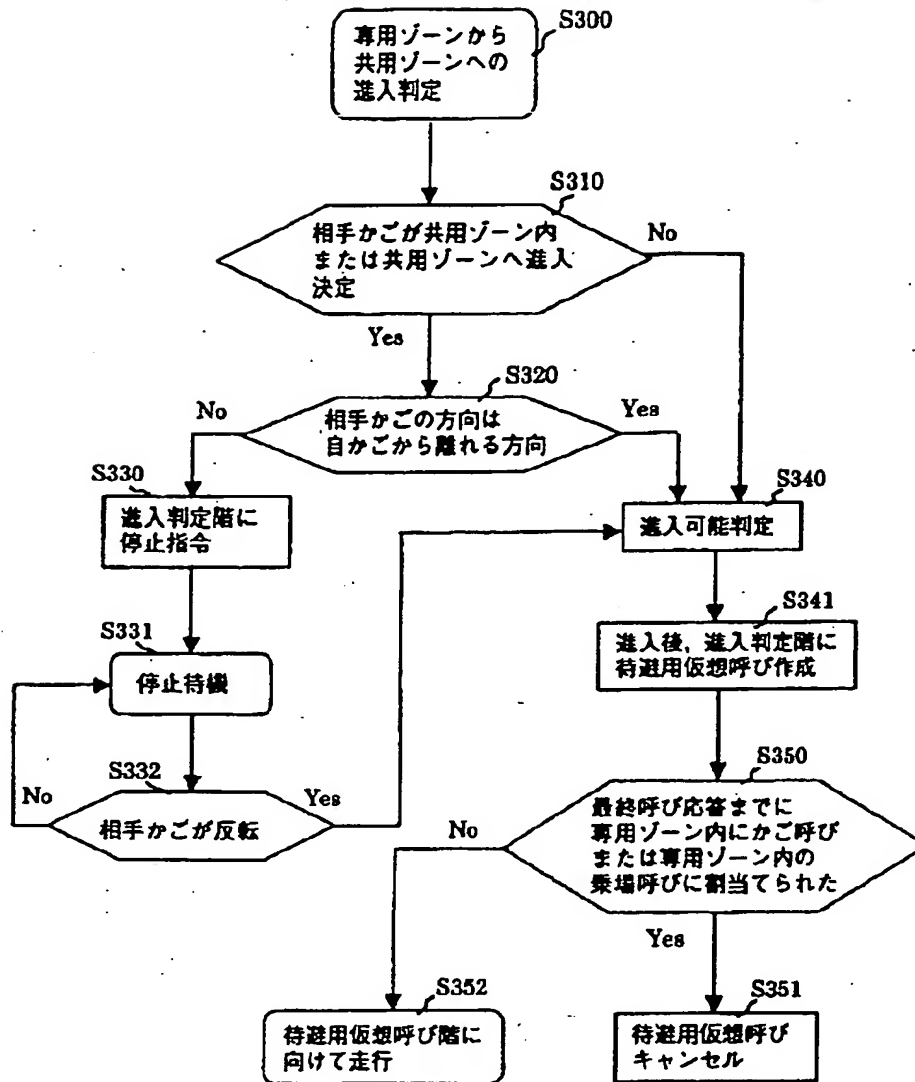 S300
専用ゾーンから
共用ゾーンへの
進入判定
S310
相手かごが共用ゾーン内
または共用ゾーンへ進入
決定
No
Yes
S320
No
相手かごの方向は
自かごから離れる方向
Yes
S330
進入判定階に
停止指令
S340
進入可能判定
S331
停止待機
S341
進入後,進入判定階に
待避用仮想呼び作成
S332
No
相手かごが反転
Yes
S350
最終呼び応答までに
専用ゾーン内にかご呼び
または専用ゾーン内の
乗場呼びに割当てられた
No
Yes
S352
待避用仮想呼び階に
向けて走行
S351
待避用仮想呼び
キャンセル